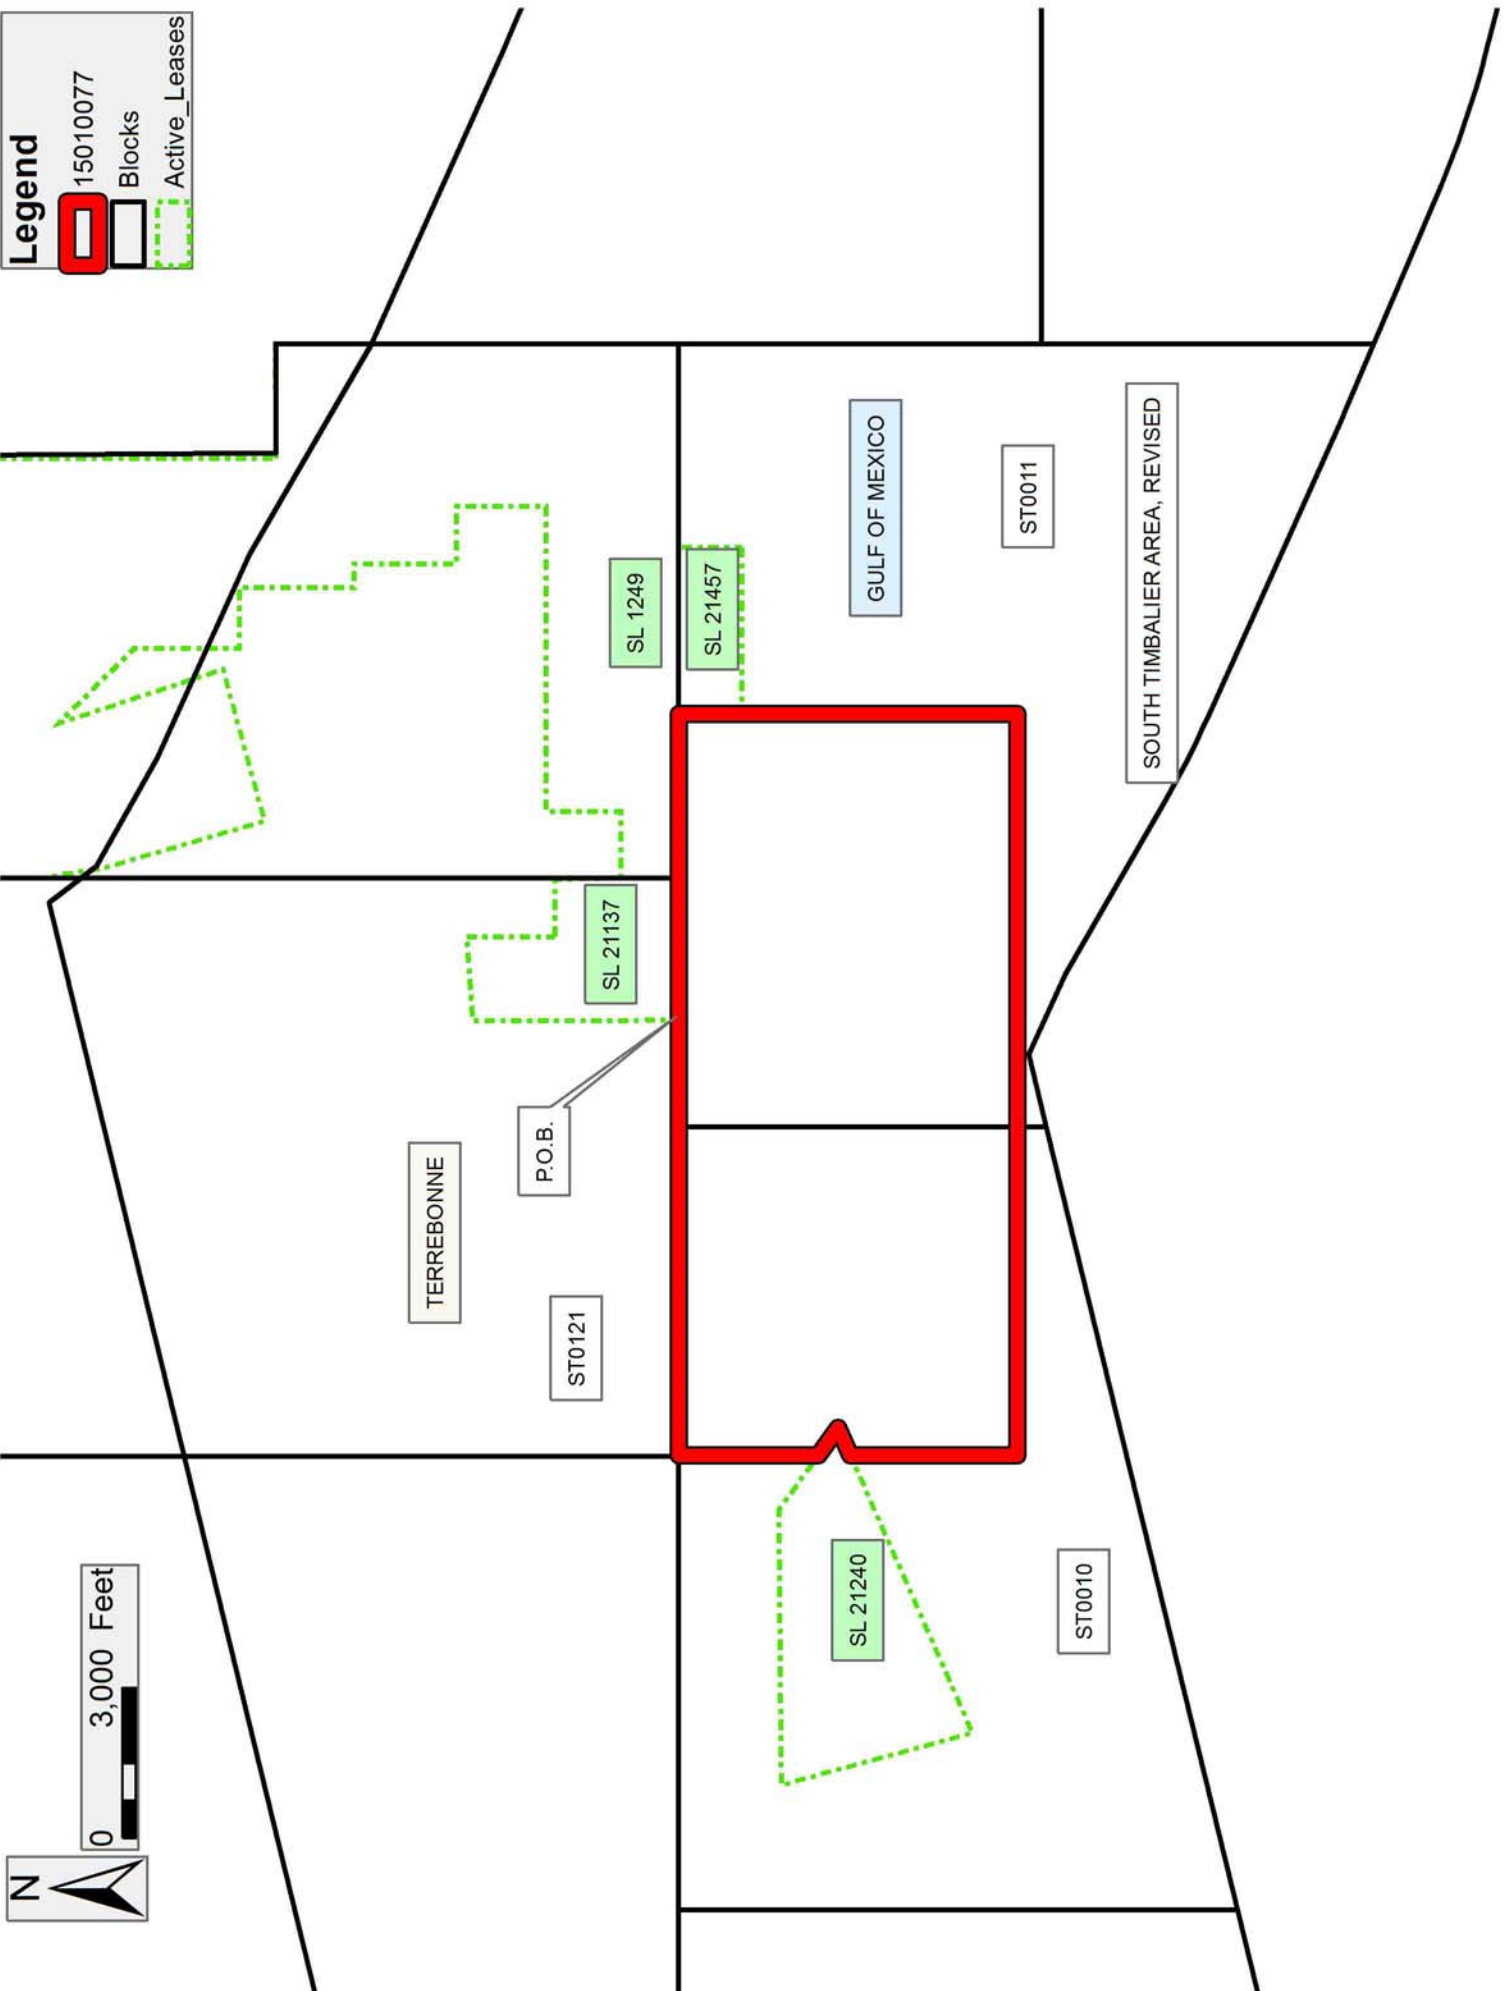 N
0 3,000 Feet
Legend
15010077
Blocks
Active_Leases
TERREBONNE
P.O.B.
ST0121
SL 21137
SL 1249
SL 21457
SL 21240
GULF OF MEXICO
ST0011
ST0010
SOUTH TIMBALIER AREA, REVISED